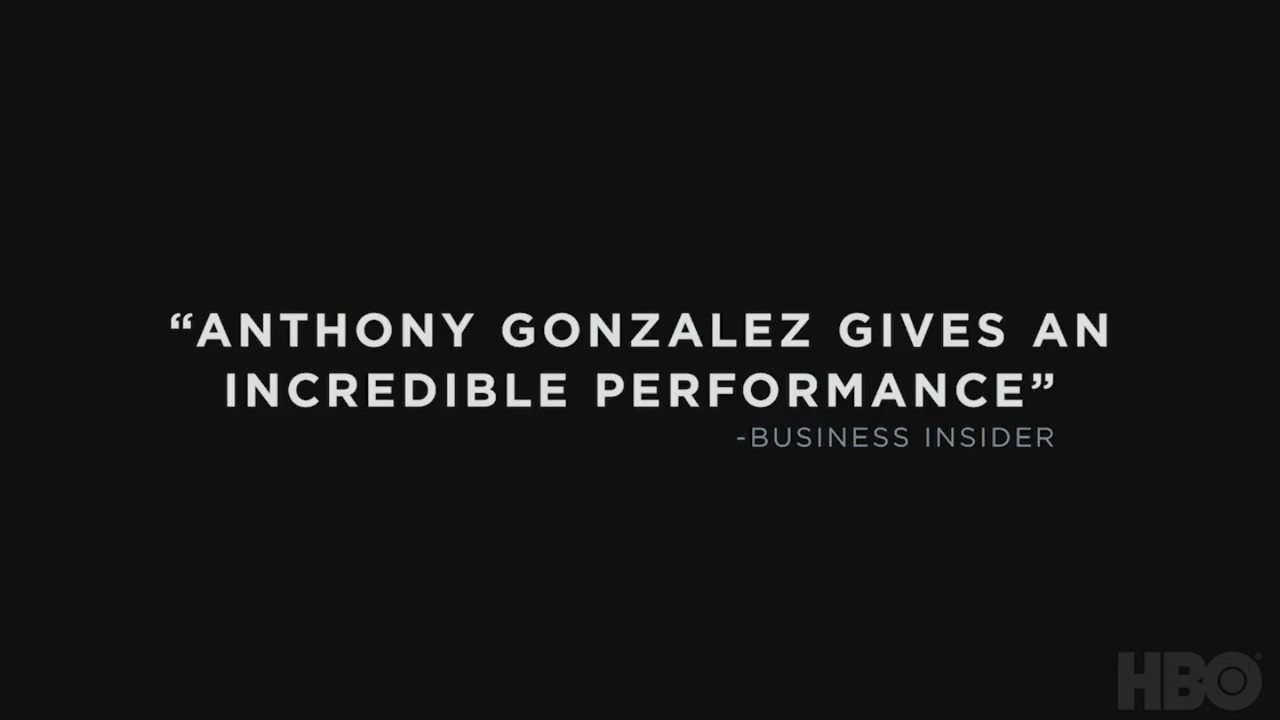 “ANTHONY GONZALEZ GIVES AN
INCREDIBLE PERFORMANCE”
-BUSINESS INSIDER
HBO